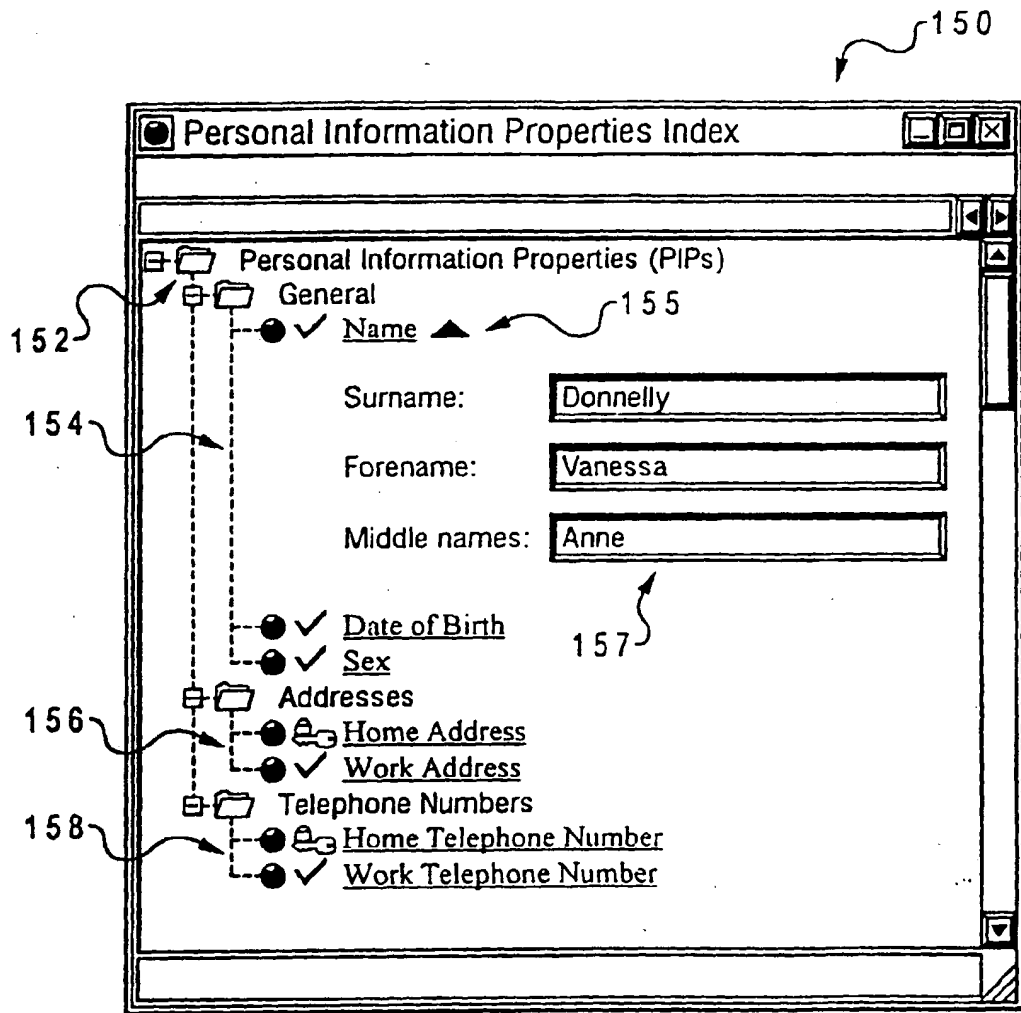 150
Personal Information Properties Index
Personal Information Properties (PIPs)
152
General
Name
155
Surname: Donnelly
154
Forename: Vanessa
Middle names: Anne
157
Date of Birth
Sex
Addresses
156
Home Address
Work Address
Telephone Numbers
158
Home Telephone Number
Work Telephone Number